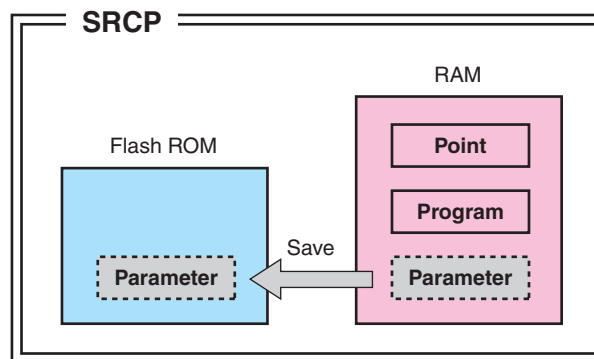 SRCP
RAM
Flash ROM
Point
Program
Save
Parameter
Parameter